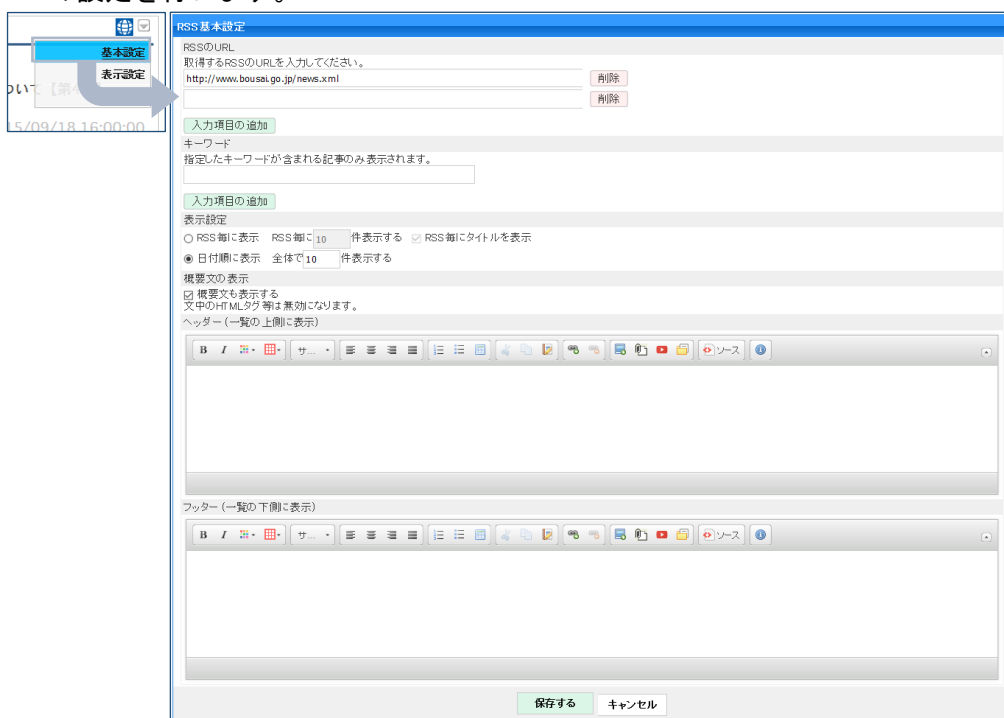 の設定を行います。
基本設定
表示設定
ついて【第4
15/09/18 16:00:00
RSS基本設定
RSSのURL
取得するRSSのURLを入力してください。
http://www.bousai.go.jp/news.xml 削除
削除
入力項目の追加
キーワード
指定したキーワードが含まれる記事のみ表示されます。
入力項目の追加
表示設定
RSS毎に表示 RSS毎に 10 件表示する RSS毎にタイトルを表示
日付順に表示 全体で 10 件表示する
概要文の表示
概要文も表示する
文中のHTMLタグ等は無効になります。
ヘッダー(一覧の上側に表示)
B I サ... ソース
フッター(一覧の下側に表示)
B I サ... ソース
保存する キャンセル